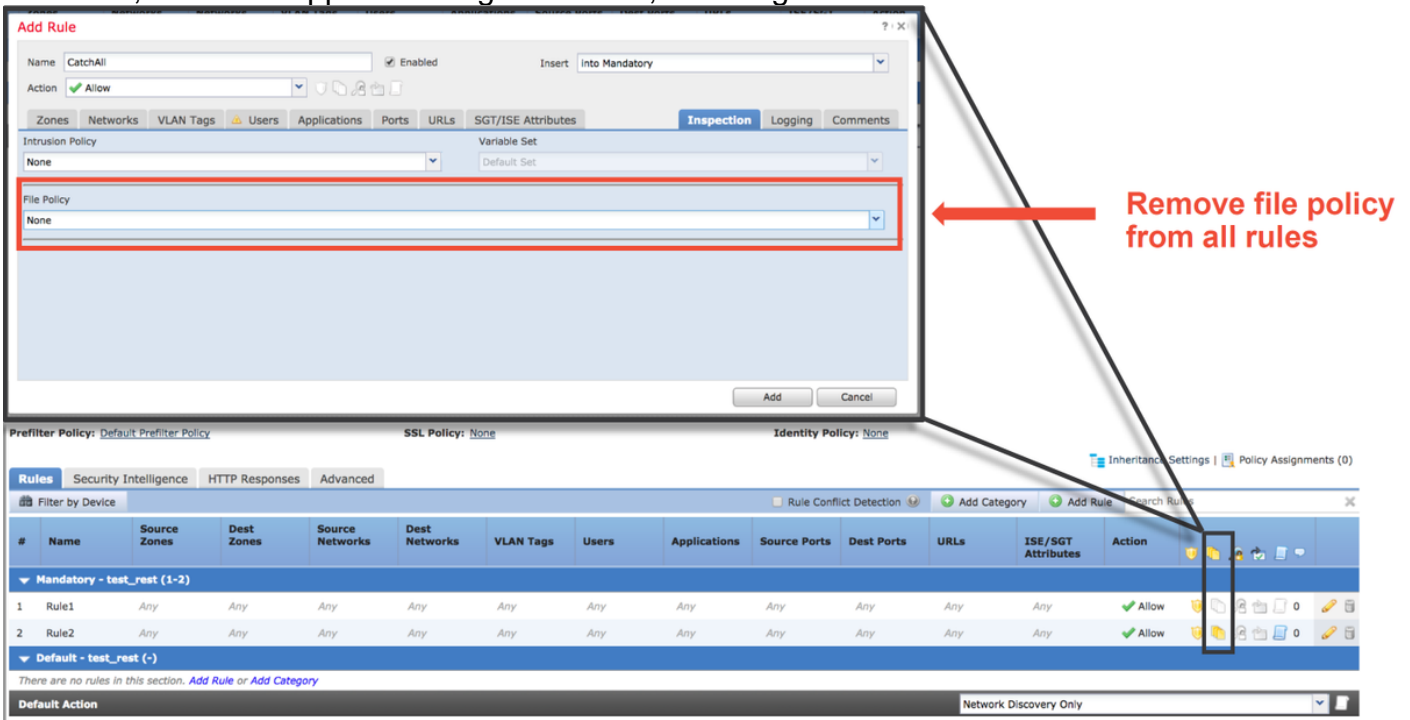 Add Rule ? X
Name CatchAll Enabled Insert into Mandatory
Action Allow
Zones Networks VLAN Tags Users Applications Ports URLs SGT/ISE Attributes Inspection Logging Comments
Intrusion Policy Variable Set
None Default Set
File Policy
None
Remove file policy
from all rules
Add Cancel
Prefilter Policy: Default Prefilter Policy SSL Policy: None Identity Policy: None
Inheritance Settings | Policy Assignments (0)
Rules Security Intelligence HTTP Responses Advanced
Filter by Device Rule Conflict Detection Add Category Add Rule Search Rules
# Name Source Zones Dest Zones Source Networks Dest Networks VLAN Tags Users Applications Source Ports Dest Ports URLs ISE/SGT Attributes Action
Mandatory - test_rest (1-2)
1 Rule1 Any Any Any Any Any Any Any Any Any Any Any Allow 0
2 Rule2 Any Any Any Any Any Any Any Any Any Any Any Allow 0
Default - test_rest (-)
There are no rules in this section. Add Rule or Add Category
Default Action Network Discovery Only